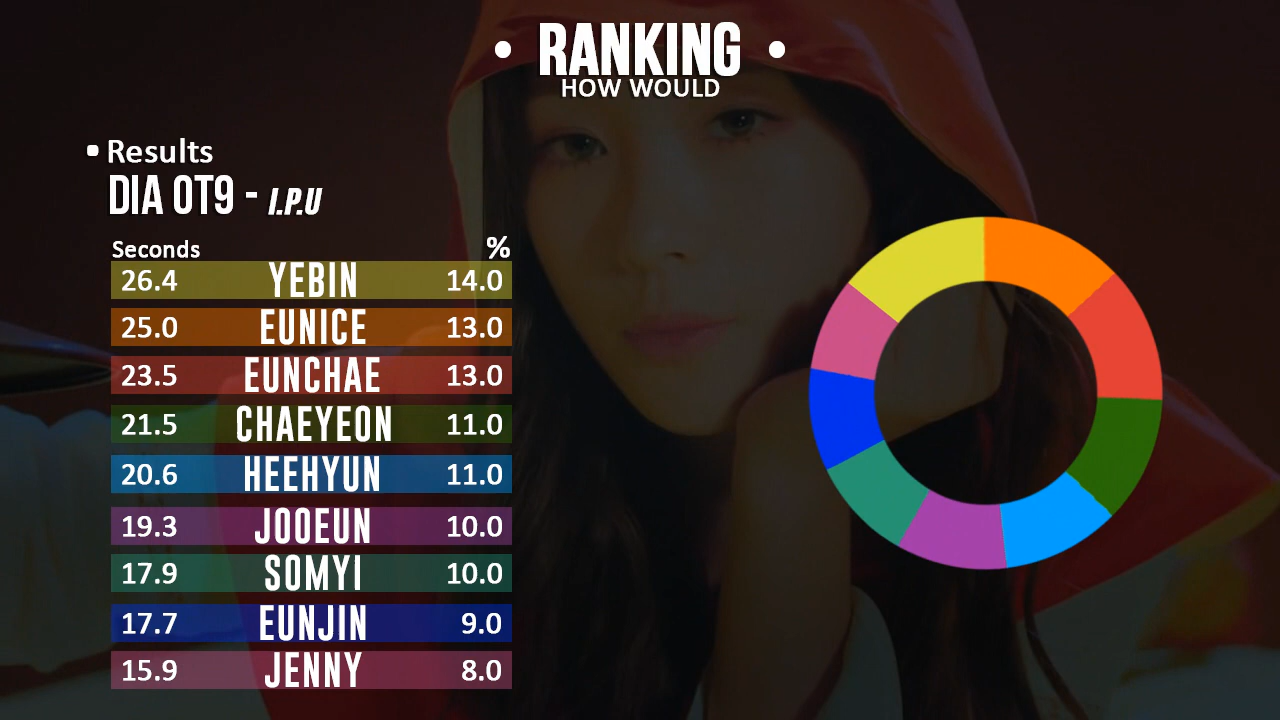 • RANKING •
HOW WOULD
• Results
DIA OT9 - I.P.U
Seconds %
26.4 YEBIN 14.0
25.0 EUNICE 13.0
23.5 EUNCHAE 13.0
21.5 CHAEYEON 11.0
20.6 HEEHYUN 11.0
19.3 JOOEUN 10.0
17.9 SOMYI 10.0
17.7 EUNJIN 9.0
15.9 JENNY 8.0